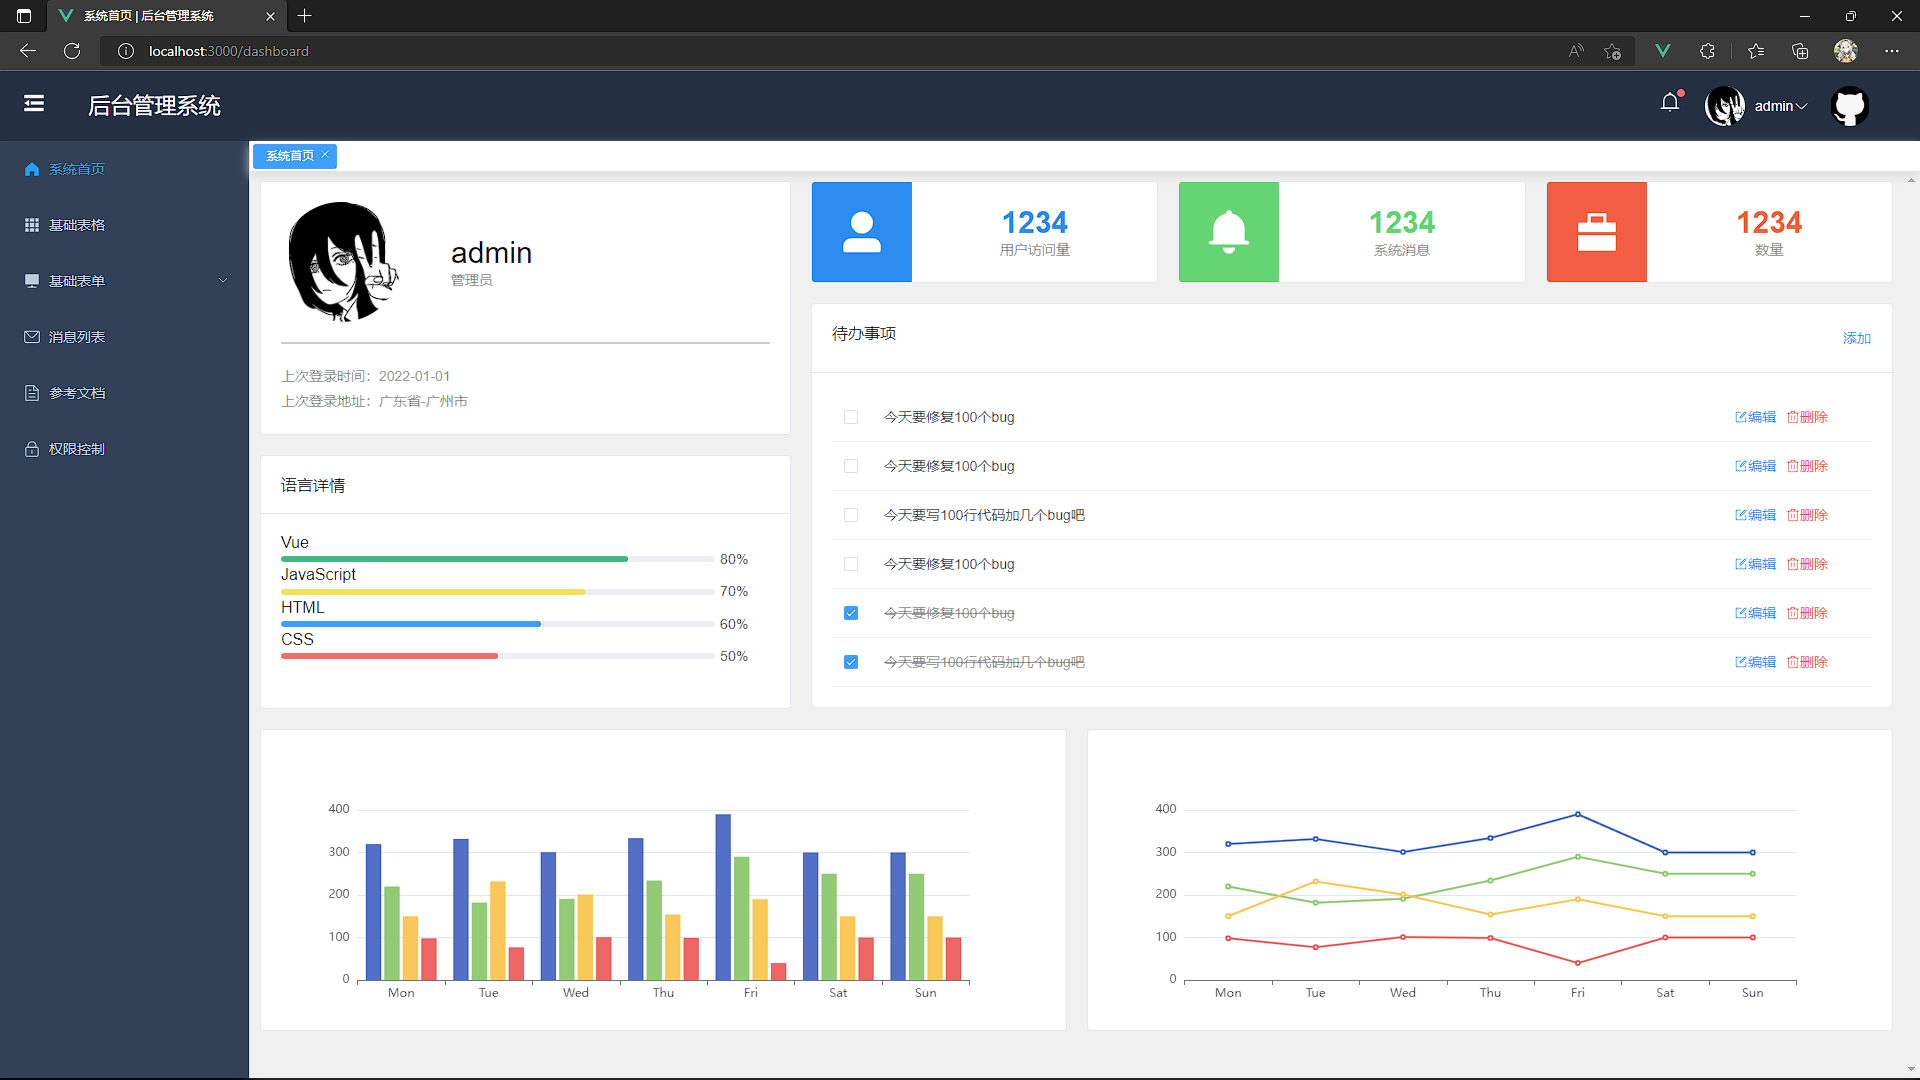 系统首页 | 后台管理系统
localhost:3000/dashboard
后台管理系统
admin
系统首页
基础表格
基础表单
消息列表
参考文档
权限控制
系统首页
admin
管理员
上次登录时间：2022-01-01
上次登录地址：广东省-广州市
1234
用户访问量
1234
系统消息
1234
数量
语言详情
Vue
80%
JavaScript
70%
HTML
60%
CSS
50%
待办事项
添加
今天要修复100个bug 编辑 删除
今天要修复100个bug 编辑 删除
今天要写100行代码加几个bug吧 编辑 删除
今天要修复100个bug 编辑 删除
今天要修复100个bug 编辑 删除
今天要写100行代码加几个bug吧 编辑 删除
400
300
200
100
0
Mon Tue Wed Thu Fri Sat Sun
400
300
200
100
0
Mon Tue Wed Thu Fri Sat Sun